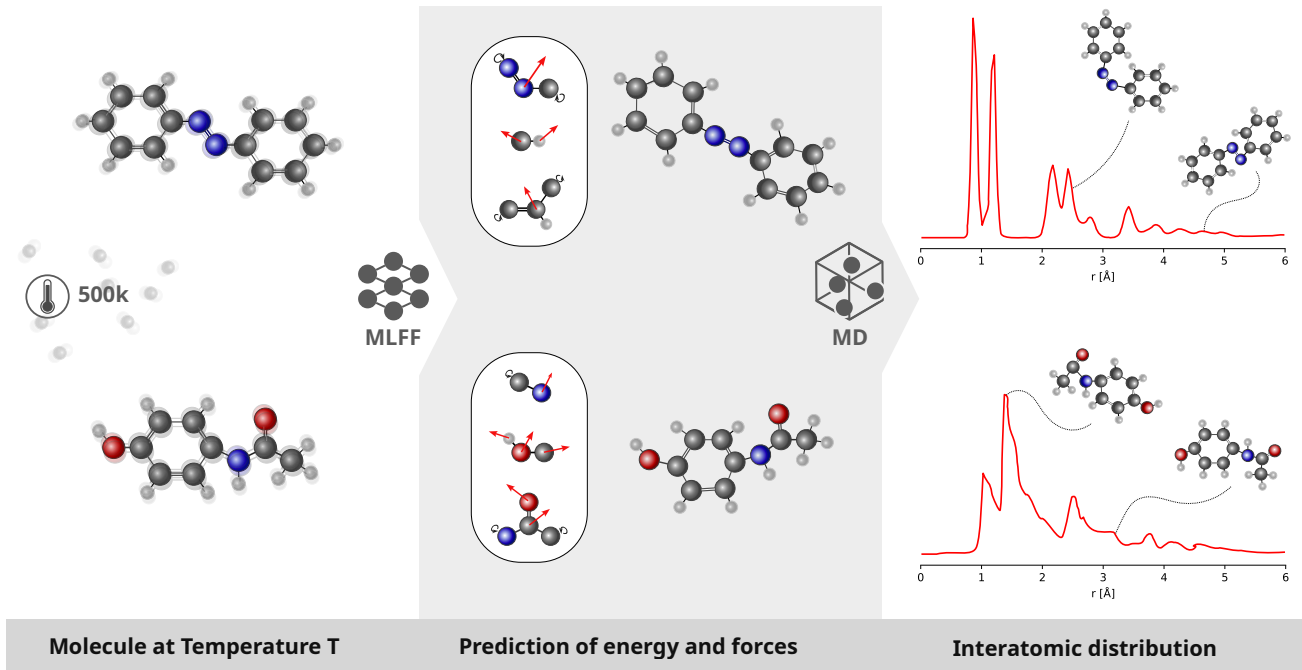 500k
MLFF
MD
0 1 2 3 4 5 6
r [Å]
0 1 2 3 4 5 6
r [Å]
Molecule at Temperature T
Prediction of energy and forces
Interatomic distribution